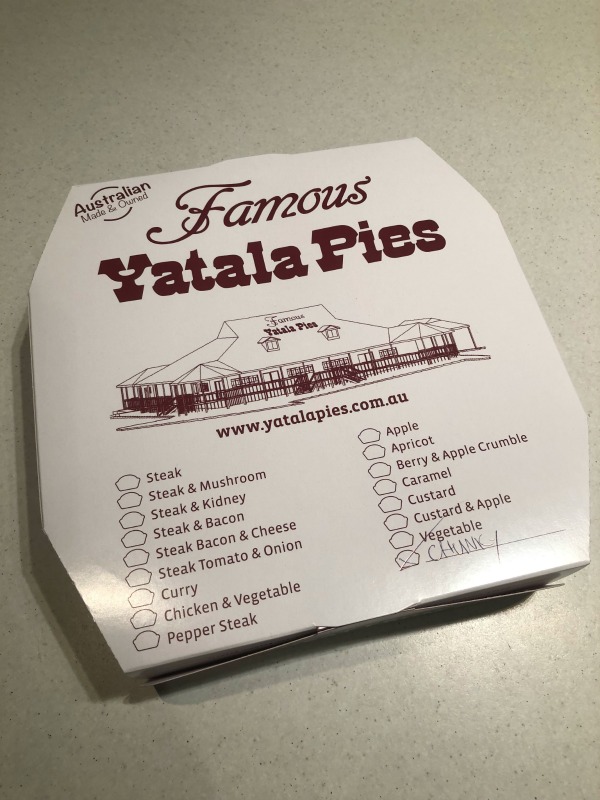 Australian
Made & Owned
Famous
Yatala Pies
Famous
Yatala Pies
www.yatalapies.com.au
Steak
Steak & Mushroom
Steak & Kidney
Steak & Bacon
Steak Bacon & Cheese
Steak Tomato & Onion
Curry
Chicken & Vegetable
Pepper Steak
Apple
Apricot
Berry & Apple Crumble
Caramel
Custard
Custard & Apple
Vegetable
CHUNKY